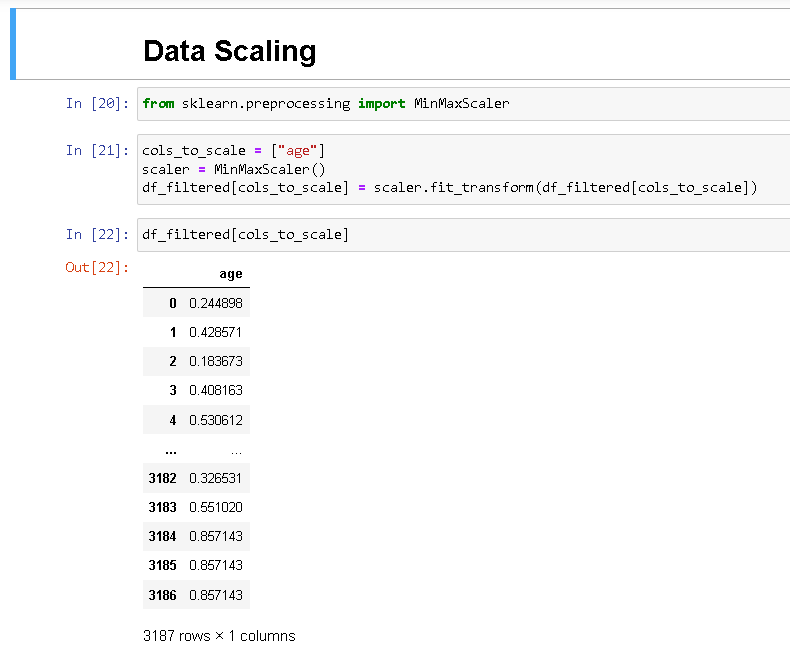 Data Scaling
In [20]: from sklearn.preprocessing import MinMaxScaler
In [21]: cols_to_scale = ["age"]
scaler = MinMaxScaler()
df_filtered[cols_to_scale] = scaler.fit_transform(df_filtered[cols_to_scale])
In [22]: df_filtered[cols_to_scale]
Out[22]:
age
0 0.244898
1 0.428571
2 0.183673
3 0.408163
4 0.530612
... ...
3182 0.326531
3183 0.551020
3184 0.857143
3185 0.857143
3186 0.857143
3187 rows × 1 columns